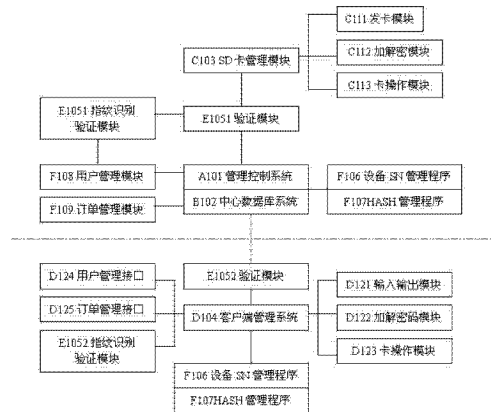 C111 发卡模块
C103 SD 卡管理模块
C112 加解密模块
C113 卡操作模块
E1051 指纹识别
验证模块
E1051 验证模块
F108 用户管理模块
A101 管理控制系统
F106 设备 SN 管理程序
F109 订单管理模块
B102 中心数据库系统
F107HASH 管理程序
D124 用户管理接口
E1052 验证模块
D121 输入输出模块
D125 订单管理接口
D104 客户端管理系统
D122 加解密码模块
E1052 指纹识别
验证模块
D123 卡操作模块
F106 设备 SN 管理程序
F107HASH 管理程序